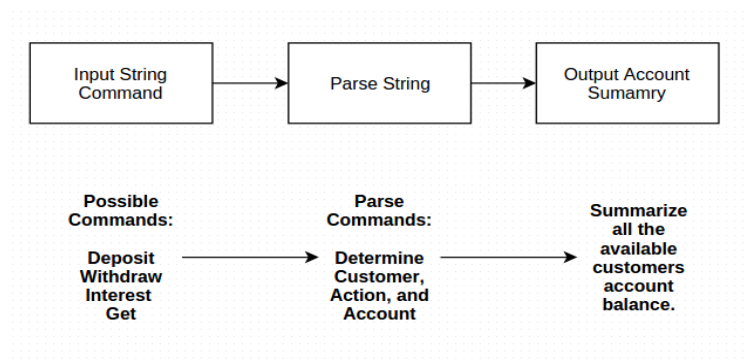 Input String
Command
Parse String
Output Account
Sumamry
Possible
Commands:
Deposit
Withdraw
Interest
Get
Parse
Commands:
Determine
Customer,
Action, and
Account
Summarize
all the
available
customers
account
balance.